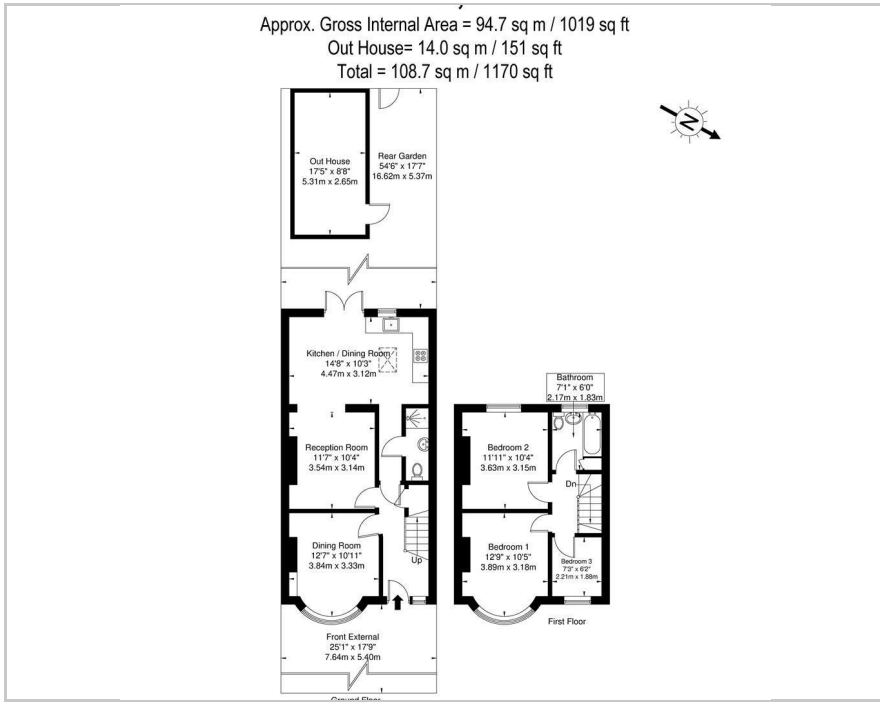 Approx. Gross Internal Area = 94.7 sq m / 1019 sq ft
Out House= 14.0 sq m / 151 sq ft
Total = 108.7 sq m / 1170 sq ft
N
Out House
17'5" x 8'8"
5.31m x 2.65m
Rear Garden
54'6" x 17'7"
16.62m x 5.37m
Kitchen / Dining Room
14'8" x 10'3"
4.47m x 3.12m
Reception Room
11'7" x 10'4"
3.54m x 3.14m
Dining Room
12'7" x 10'11"
3.84m x 3.33m
Up
Front External
25'1" x 17'9"
7.64m x 5.40m
Ground Floor
Bathroom
7'1" x 6'0"
2.17m x 1.83m
Bedroom 2
11'11" x 10'4"
3.63m x 3.15m
Dn
Bedroom 1
12'9" x 10'5"
3.89m x 3.18m
Bedroom 3
7'3" x 6'2"
2.21m x 1.88m
First Floor